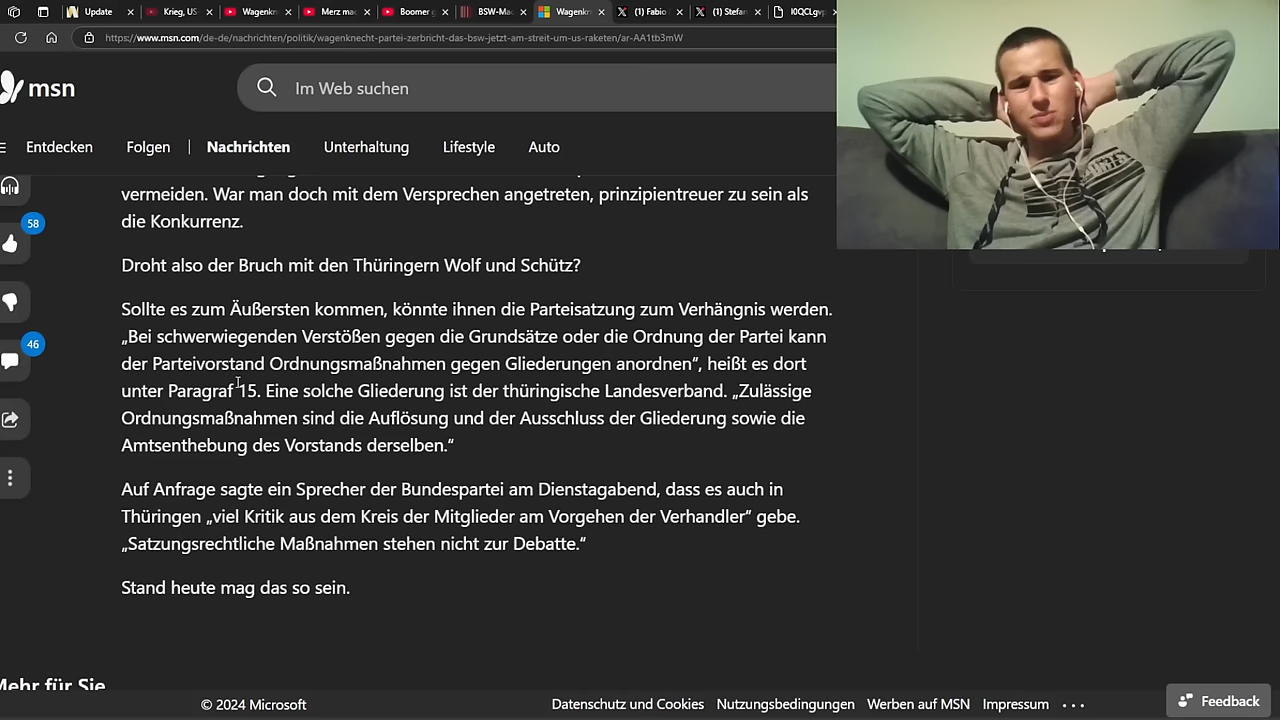 Update
Krieg, US
Wagenkn
Merz ma
Boomer
BSW-Mac
Wagenkn
(1) Fabio
(1) Stefan
https://www.msn.com/de-de/nachrichten/politik/wagenknecht-partei-zerbricht-das-bsw-jetzt-am-streit-um-us-raketen/ar-AA1tb3mW
msn
Im Web suchen
Entdecken Folgen | Nachrichten Unterhaltung Lifestyle Auto
vermeiden. War man doch mit dem Versprechen angetreten, prinzipientreuer zu sein als
die Konkurrenz.
58
Droht also der Bruch mit den Thüringern Wolf und Schütz?
Sollte es zum Äußersten kommen, könnte ihnen die Parteisatzung zum Verhängnis werden.
„Bei schwerwiegenden Verstößen gegen die Grundsätze oder die Ordnung der Partei kann
46
der Parteivorstand Ordnungsmaßnahmen gegen Gliederungen anordnen“, heißt es dort
unter Paragraf 15. Eine solche Gliederung ist der thüringische Landesverband. „Zulässige
Ordnungsmaßnahmen sind die Auflösung und der Ausschluss der Gliederung sowie die
Amtsenthebung des Vorstands derselben.“
Auf Anfrage sagte ein Sprecher der Bundespartei am Dienstagabend, dass es auch in
Thüringen „viel Kritik aus dem Kreis der Mitglieder am Vorgehen der Verhandler“ gebe.
„Satzungsrechtliche Maßnahmen stehen nicht zur Debatte.“
Stand heute mag das so sein.
Mehr für Sie
© 2024 Microsoft
Datenschutz und Cookies Nutzungsbedingungen Werben auf MSN Impressum ...
Feedback